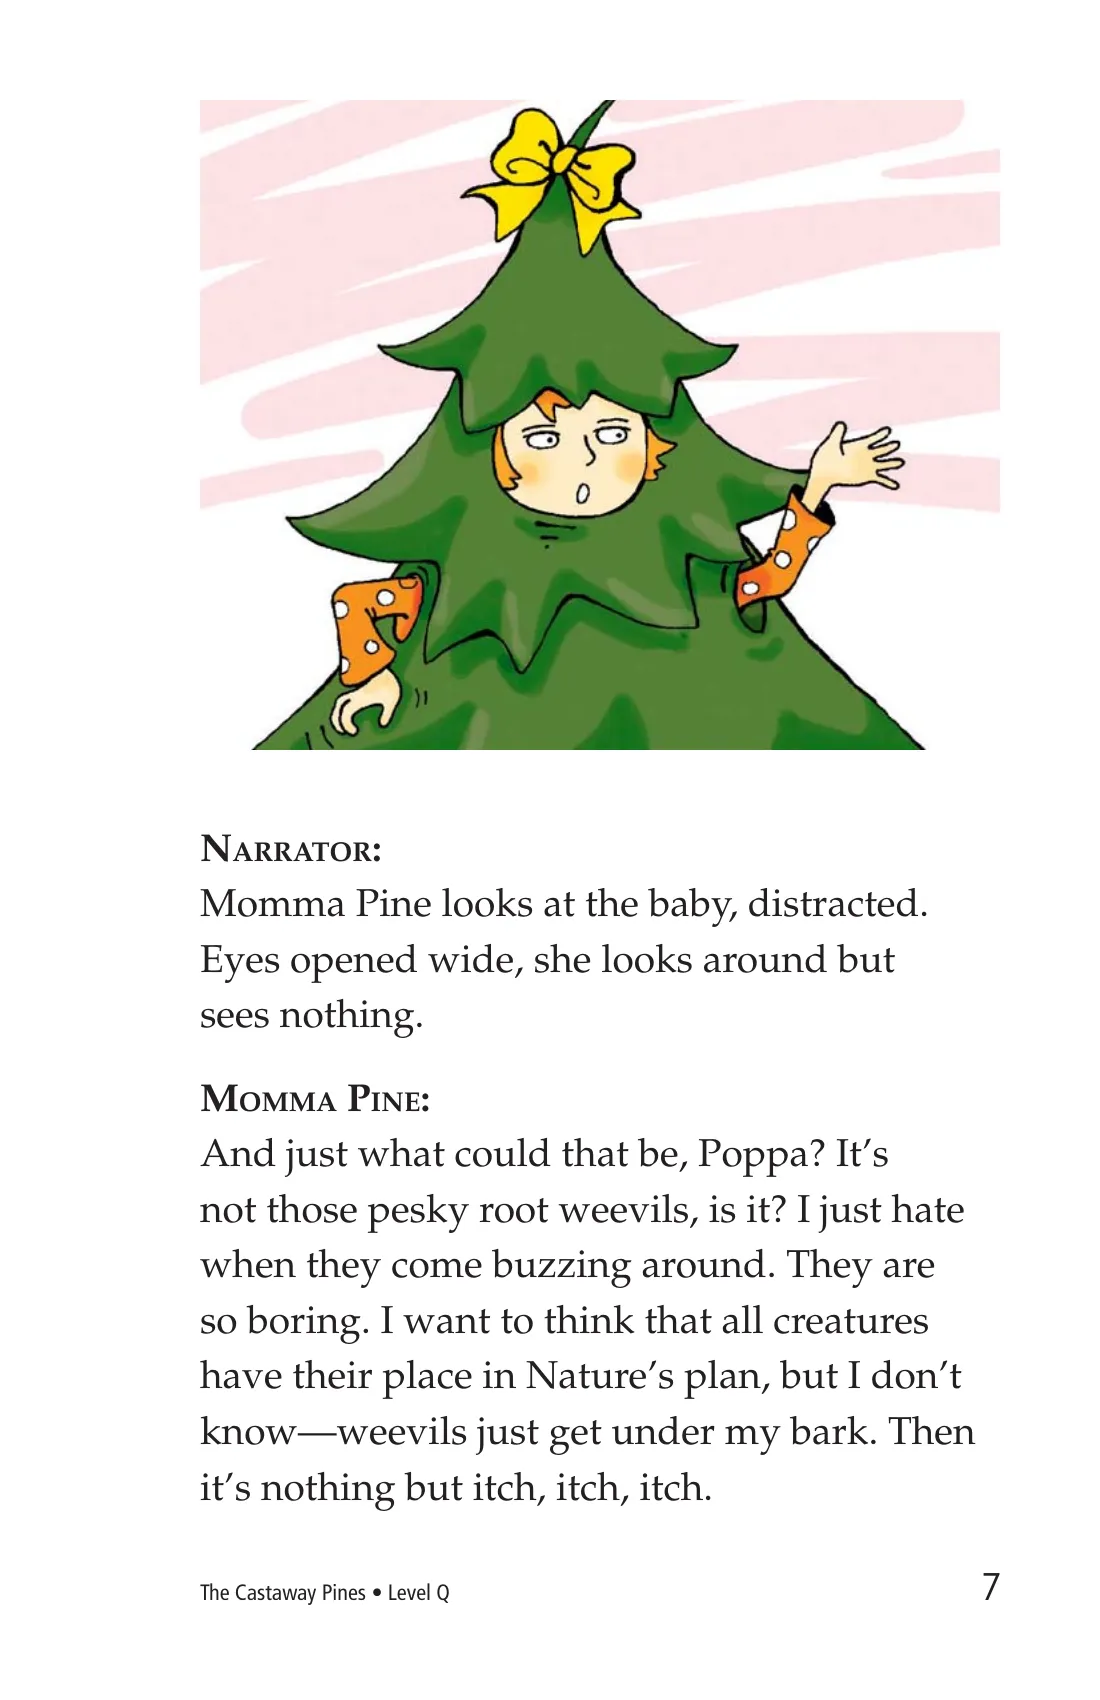 NARRATOR:
Momma Pine looks at the baby, distracted.
Eyes opened wide, she looks around but
sees nothing.
MOMMA PINE:
And just what could that be, Poppa? It’s
not those pesky root weevils, is it? I just hate
when they come buzzing around. They are
so boring. I want to think that all creatures
have their place in Nature’s plan, but I don’t
know—weevils just get under my bark. Then
it’s nothing but itch, itch, itch.
The Castaway Pines • Level Q
7